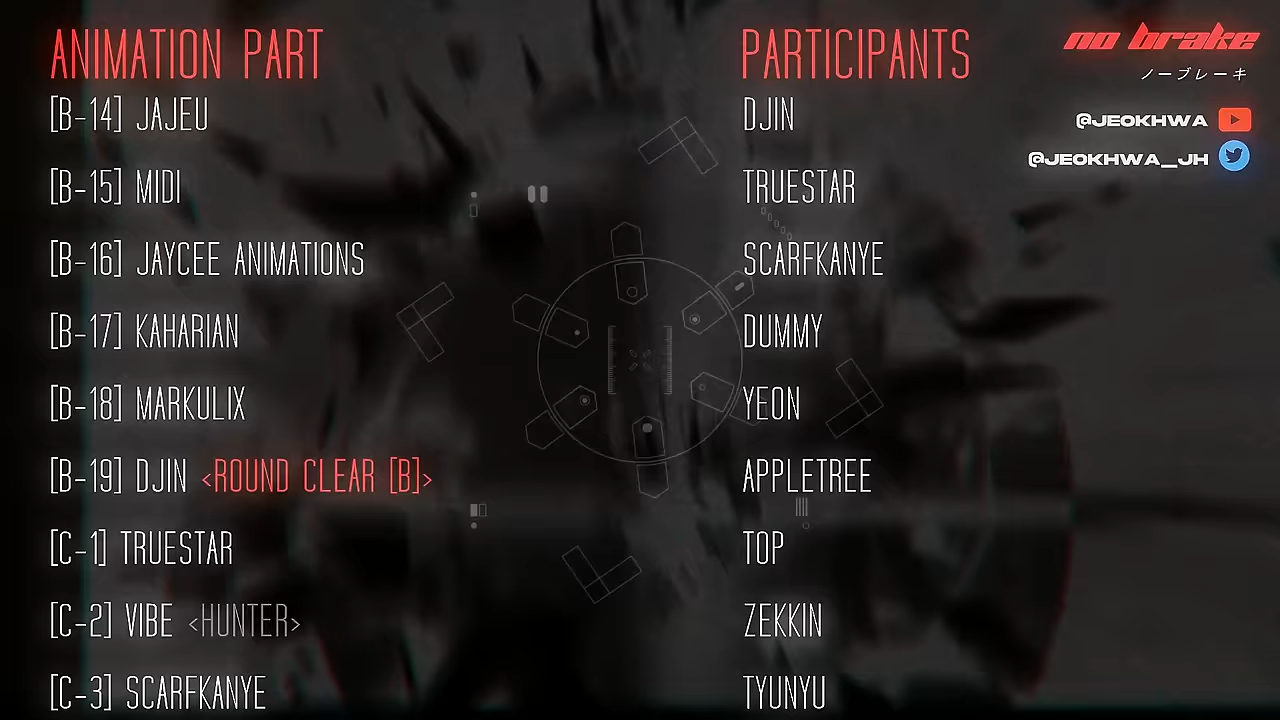 ANIMATION PART
[B-14] JAJEU
[B-15] MIDI
[B-16] JAYCEE ANIMATIONS
[B-17] KAHARIAN
[B-18] MARKULIX
[B-19] DJIN <ROUND CLEAR [B]>
[C-1] TRUESTAR
[C-2] VIBE <HUNTER>
[C-3] SCARFKANYE
PARTICIPANTS
DJIN
TRUESTAR
SCARFKANYE
DUMMY
YEON
APPLETREE
TOP
ZEKKIN
TYUNYU
no brake
ノーブレーキ
@JEOKHWA
@JEOKHWA_JH